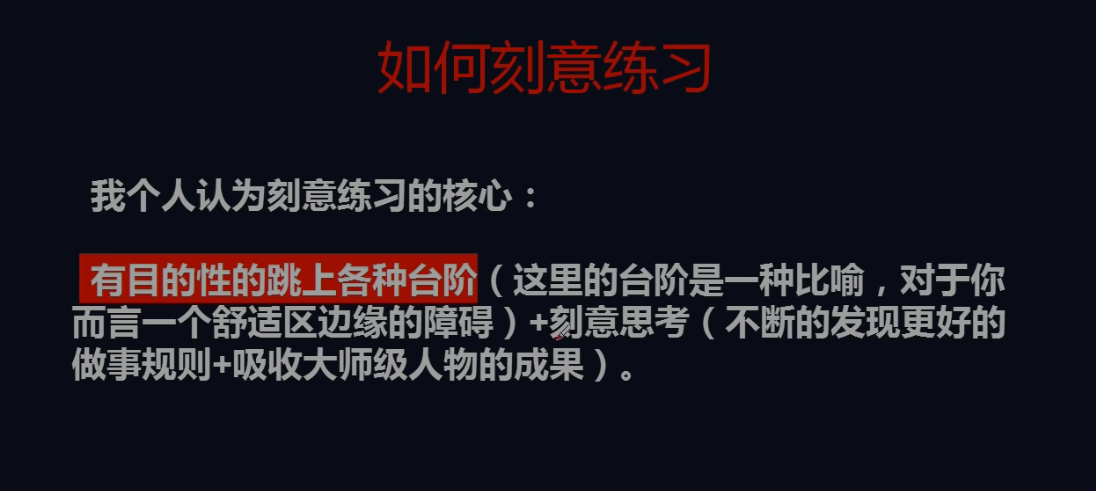 如何刻意练习
我个人认为刻意练习的核心：
有目的性的跳上各种台阶（这里的台阶是一种比喻，对于你
而言一个舒适区边缘的障碍）+刻意思考（不断的发现更好的
做事规则+吸收大师级人物的成果）。